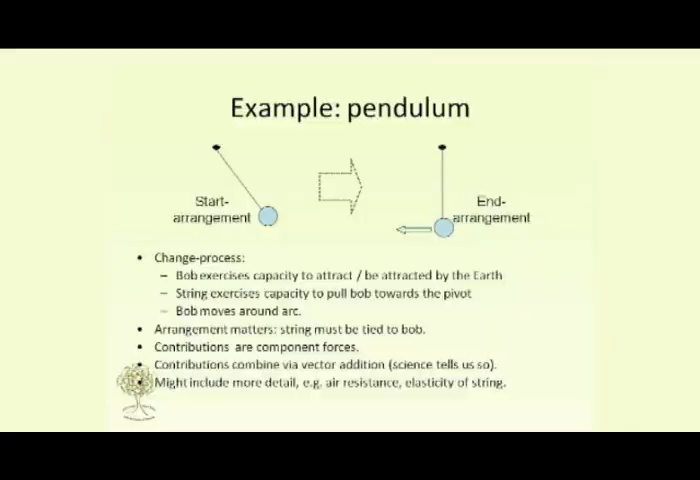 Example: pendulum
Start-
arrangement
End-
arrangement
• Change-process:
– Bob exercises capacity to attract / be attracted by the Earth
– String exercises capacity to pull bob towards the pivot
– Bob moves around arc.
• Arrangement matters: string must be tied to bob.
• Contributions are component forces.
• Contributions combine via vector addition (science tells us so).
• Might include more detail, e.g. air resistance, elasticity of string.